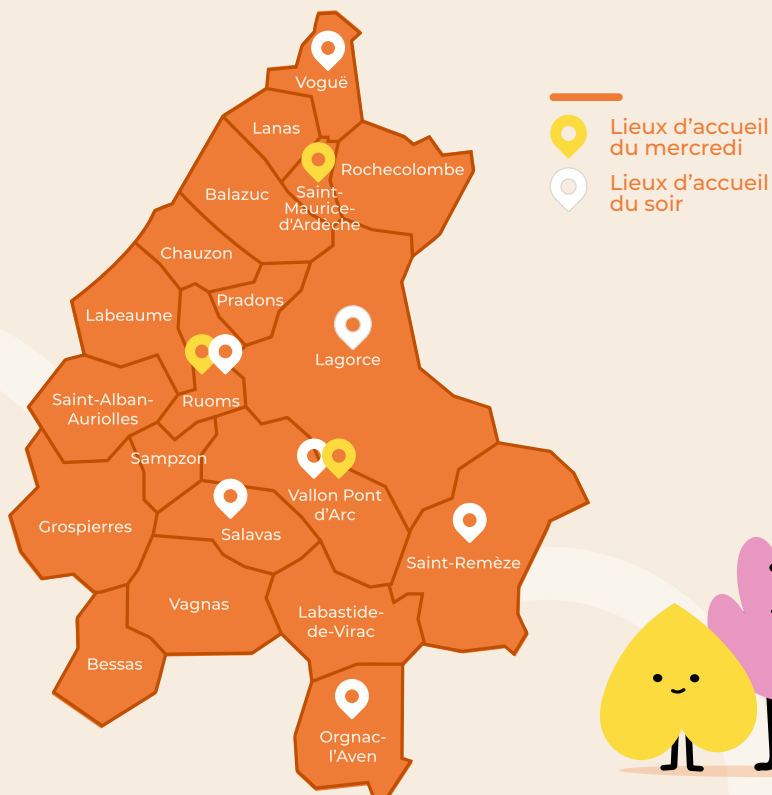 Voguë
Lanas
Lieux d'accueil
du mercredi
Rochecolombe
Balazuc
Saint-
Maurice-
d'Ardèche
Lieux d'accueil
du soir
Chauzon
Pradons
Labeaume
Lagorce
Saint-Alban-
Auriolles
Ruoms
Sampzon
Vallon Pont
d'Arc
Grospierres
Salavas
Saint-Remèze
Vagnas
Labastide-
de-Virac
Bessas
Orgnac-
l'Aven